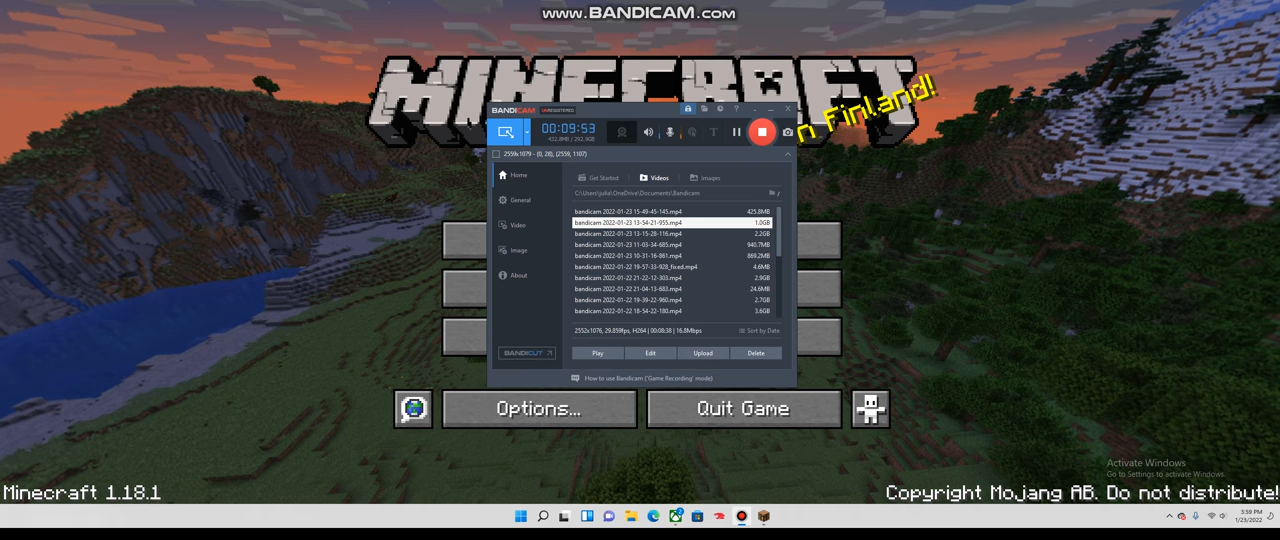 www.BANDICAM.com
MINECRAFT
n Finland!
BANDICAM UNREGISTERED
00:09:53
432.8MB / 292.9GB
2559x1079 - (0, 28), (2559, 1107)
Home
General
Video
Image
About
BANDICUT
Get Started Videos Images
C:\Users\julia\OneDrive\Documents\Bandicam
bandicam 2022-01-23 15-49-45-145.mp4 425.8MB
bandicam 2022-01-23 13-54-21-955.mp4 1.0GB
bandicam 2022-01-23 13-15-28-116.mp4 2.2GB
bandicam 2022-01-23 11-03-34-685.mp4 940.7MB
bandicam 2022-01-23 10-31-16-861.mp4 869.2MB
bandicam 2022-01-22 19-57-33-928_fixed.mp4 4.6MB
bandicam 2022-01-22 21-22-12-303.mp4 2.9GB
bandicam 2022-01-22 21-04-13-683.mp4 24.6MB
bandicam 2022-01-22 19-39-22-960.mp4 2.7GB
bandicam 2022-01-22 18-54-22-180.mp4 3.6GB
2552x1076, 29.859fps, H264 | 00:08:38 | 16.8Mbps Sort by Date
Play Edit Upload Delete
How to use Bandicam ('Game Recording' mode)
Options... Quit Game
Activate Windows
Go to Settings to activate Windows.
Minecraft 1.18.1
Copyright Mojang AB. Do not distribute!
3:59 PM
1/23/2022